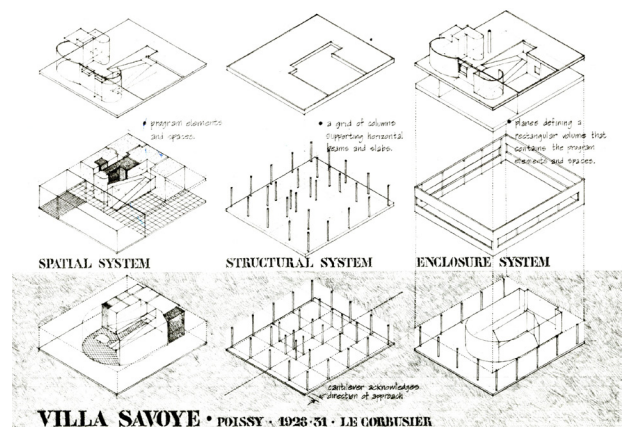 • program elements
and spaces.
• a grid of columns
supporting horizontal
beams and slabs.
• planes defining a
rectangular volume that
contains the program
elements and spaces.
SPATIAL SYSTEM
STRUCTURAL SYSTEM
ENCLOSURE SYSTEM
cantilever acknowledges
direction of approach
VILLA SAVOYE • POISSY • 1928-31 • LE CORBUSIER